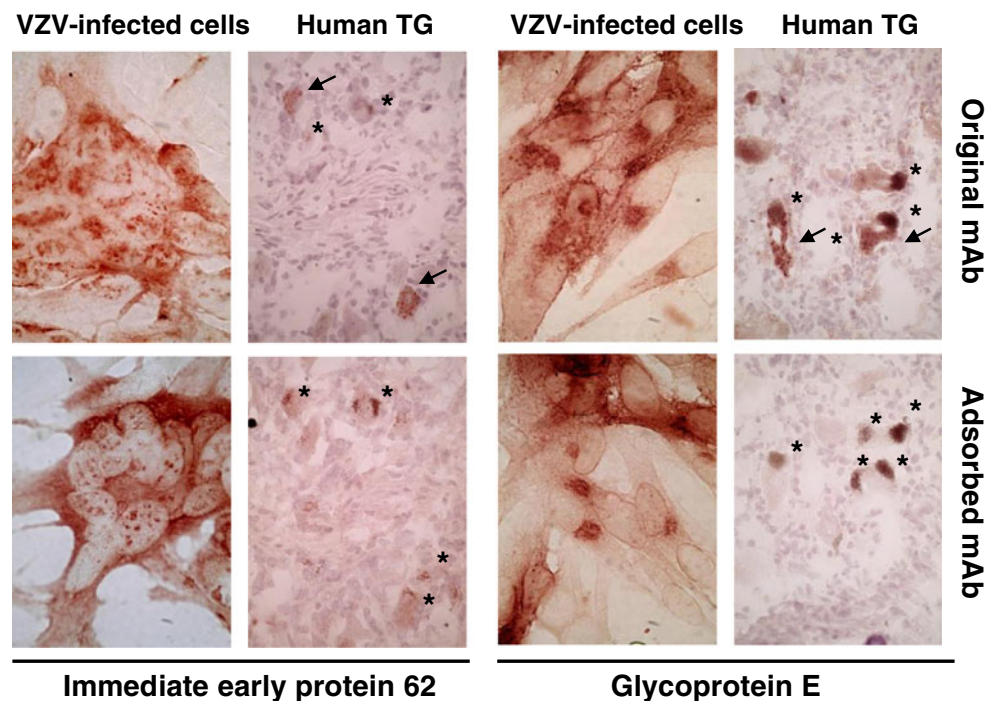 VZV-infected cells Human TG VZV-infected cells Human TG
Original mAb
* * * * * *
Adsorbed mAb
* * * * * * * * *
Immediate early protein 62 Glycoprotein E